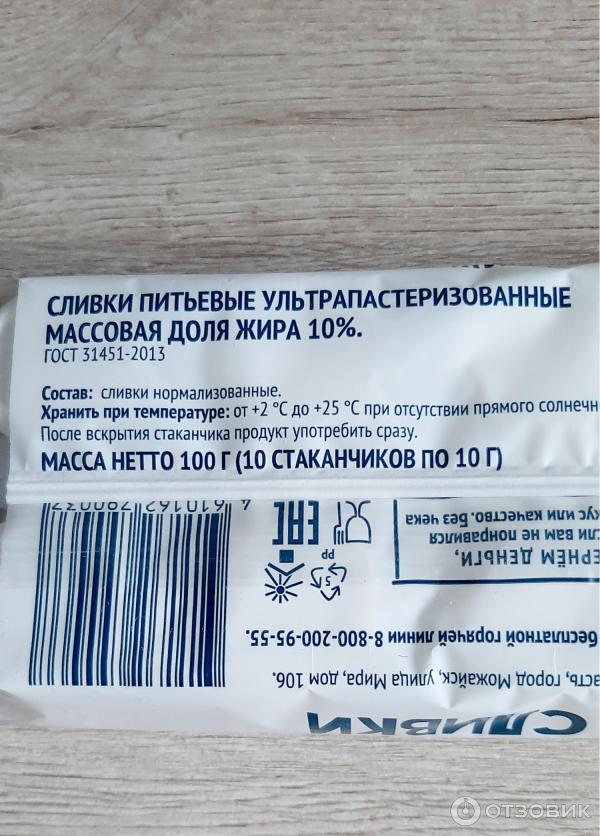 СЛИВКИ ПИТЬЕВЫЕ УЛЬТРАПАСТЕРИЗОВАННЫЕ
МАССОВАЯ ДОЛЯ ЖИРА 10%.
ГОСТ 31451-2013
Состав: сливки нормализованные.
Хранить при температуре: от +2 °С до +25 °С при отсутствии прямого солнечн
После вскрытия стаканчика продукт употребить сразу.
МАССА НЕТТО 100 Г (10 СТАКАНЧИКОВ ПО 10 Г)
СЛИВКИ
асть, город Можайск, улица Мира, дом 106.
бесплатной горячей линии 8-800-200-95-55.
ЕРНЁМ ДЕНЬГИ,
сли вам не понравился
кус или качество. Без чека
5
PP
EAC
4 610162 780037
ОТЗОВИК